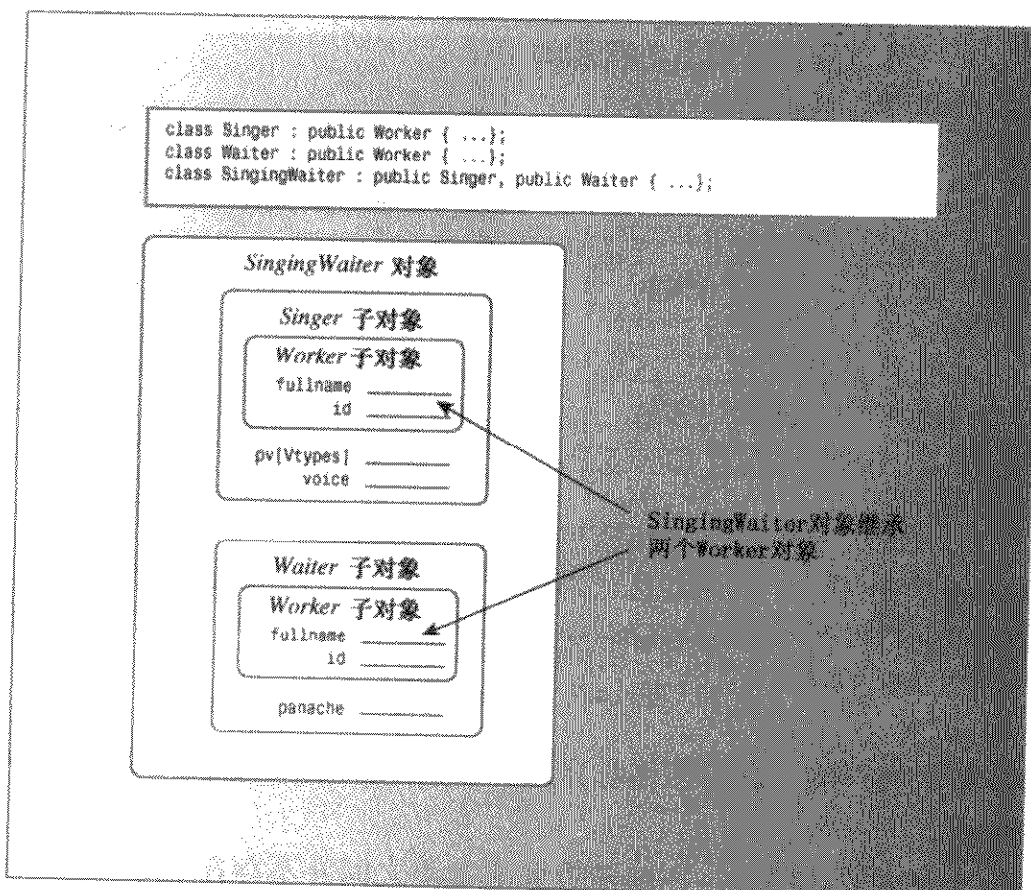 class Singer : public Worker { ...};
class Waiter : public Worker { ...};
class SingingWaiter : public Singer, public Waiter { ...};
SingingWaiter 对象
Singer 子对象
Worker 子对象
fullname
id
pv[Vtypes]
voice
SingingWaiter对象继承
两个Worker对象
Waiter 子对象
Worker 子对象
fullname
id
panache